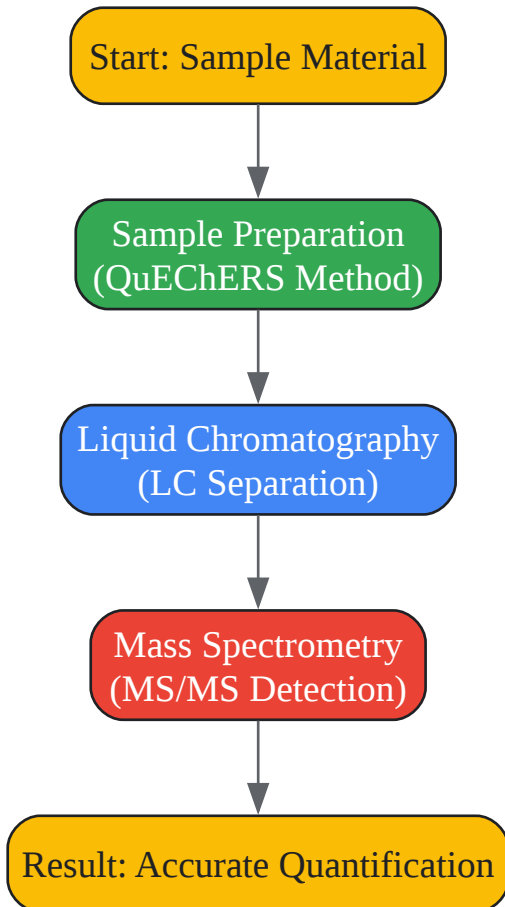 Start: Sample Material
Sample Preparation
(QuEChERS Method)
Liquid Chromatography
(LC Separation)
Mass Spectrometry
(MS/MS Detection)
Result: Accurate Quantification